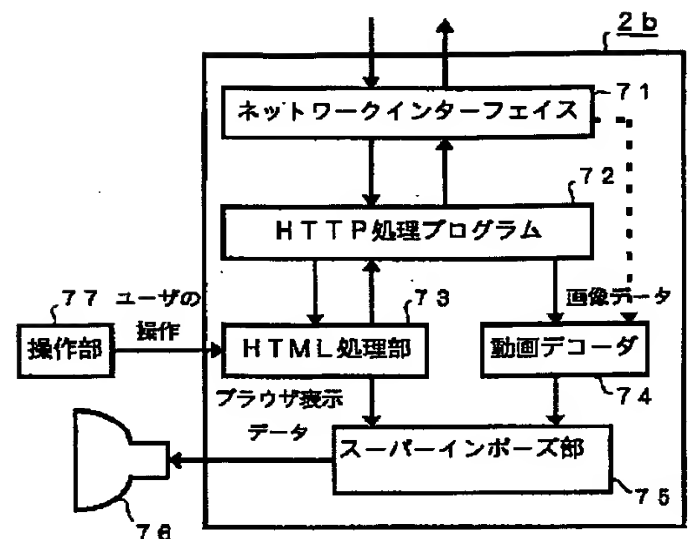 2b
71
ネットワークインターフェイス
72
HTTP処理プログラム
77
ユーザの
操作
73
画像データ
操作部
HTML処理部
動画デコーダ
74
ブラウザ表示
データ
スーパーインポーズ部
75
76